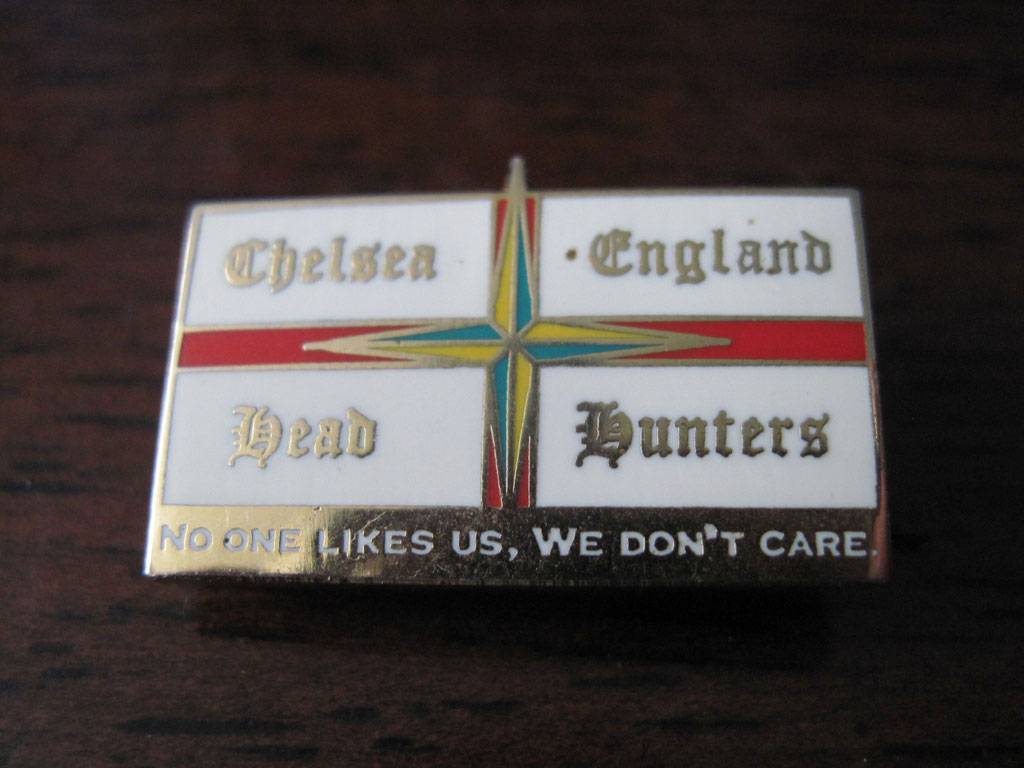 Chelsea England
Head Hunters
NO ONE LIKES US, WE DON'T CARE.